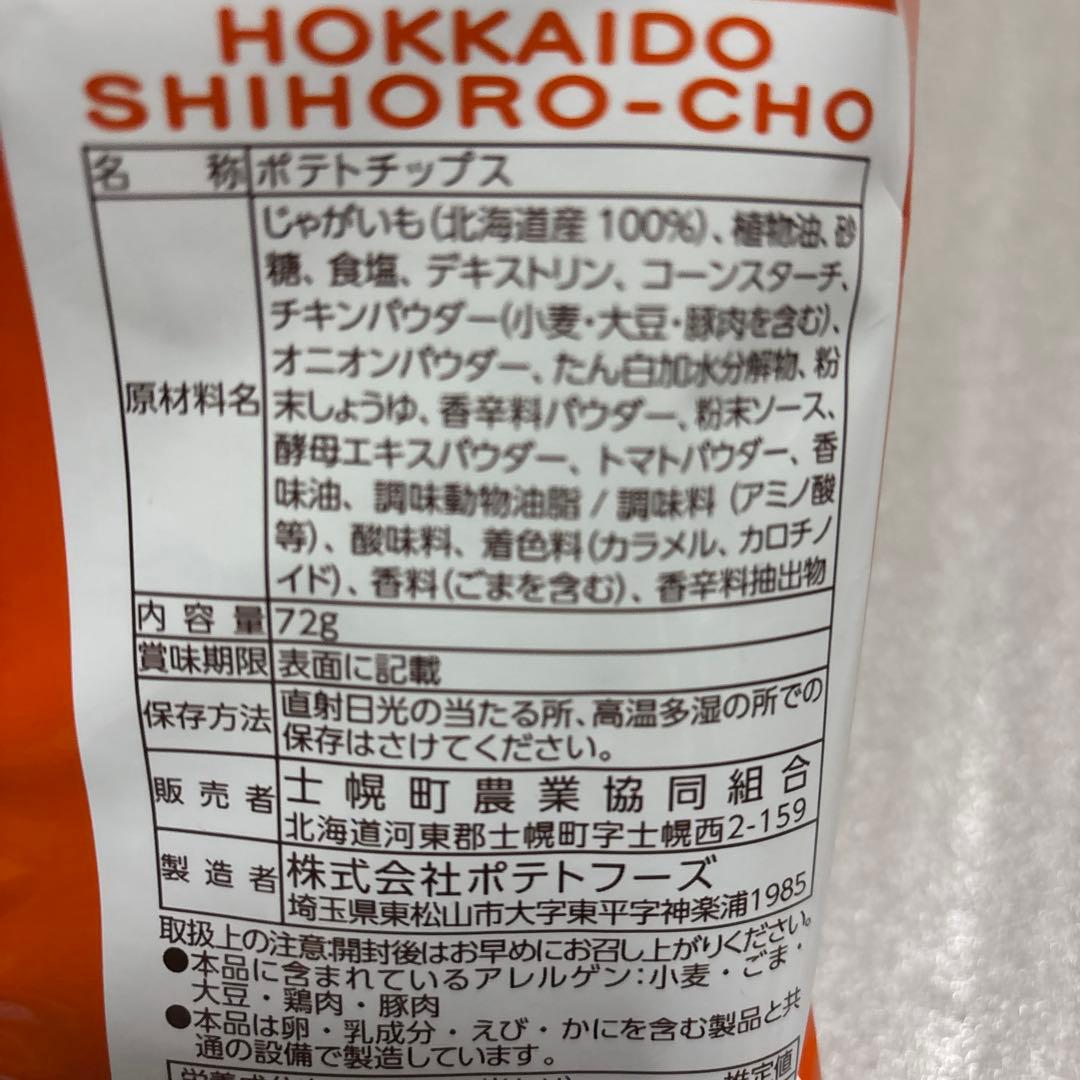 HOKKAIDO
SHIHORO-CHO
名称 ポテトチップス
原材料名 じゃがいも(北海道産 100%)、植物油、砂
糖、食塩、デキストリン、コーンスターチ、
チキンパウダー(小麦・大豆・豚肉を含む)、
オニオンパウダー、たん白加水分解物、粉
末しょうゆ、香辛料パウダー、粉末ソース、
酵母エキスパウダー、トマトパウダー、香
味油、調味動物油脂 / 調味料 (アミノ酸
等)、酸味料、着色料(カラメル、カロチノ
イド)、香料(ごまを含む)、香辛料抽出物
内容量 72g
賞味期限 表面に記載
保存方法 直射日光の当たる所、高温多湿の所での
保存はさけてください。
販売者 士幌町農業協同組合
北海道河東郡士幌町字士幌西2-159
製造者 株式会社ポテトフーズ
埼玉県東松山市大字東平字神楽浦1985
取扱上の注意:開封後はお早めにお召し上がりください。
●本品に含まれているアレルゲン:小麦・ごま・
大豆・鶏肉・豚肉
●本品は卵・乳成分・えび・かにを含む製品と共
通の設備で製造しています。
推定値